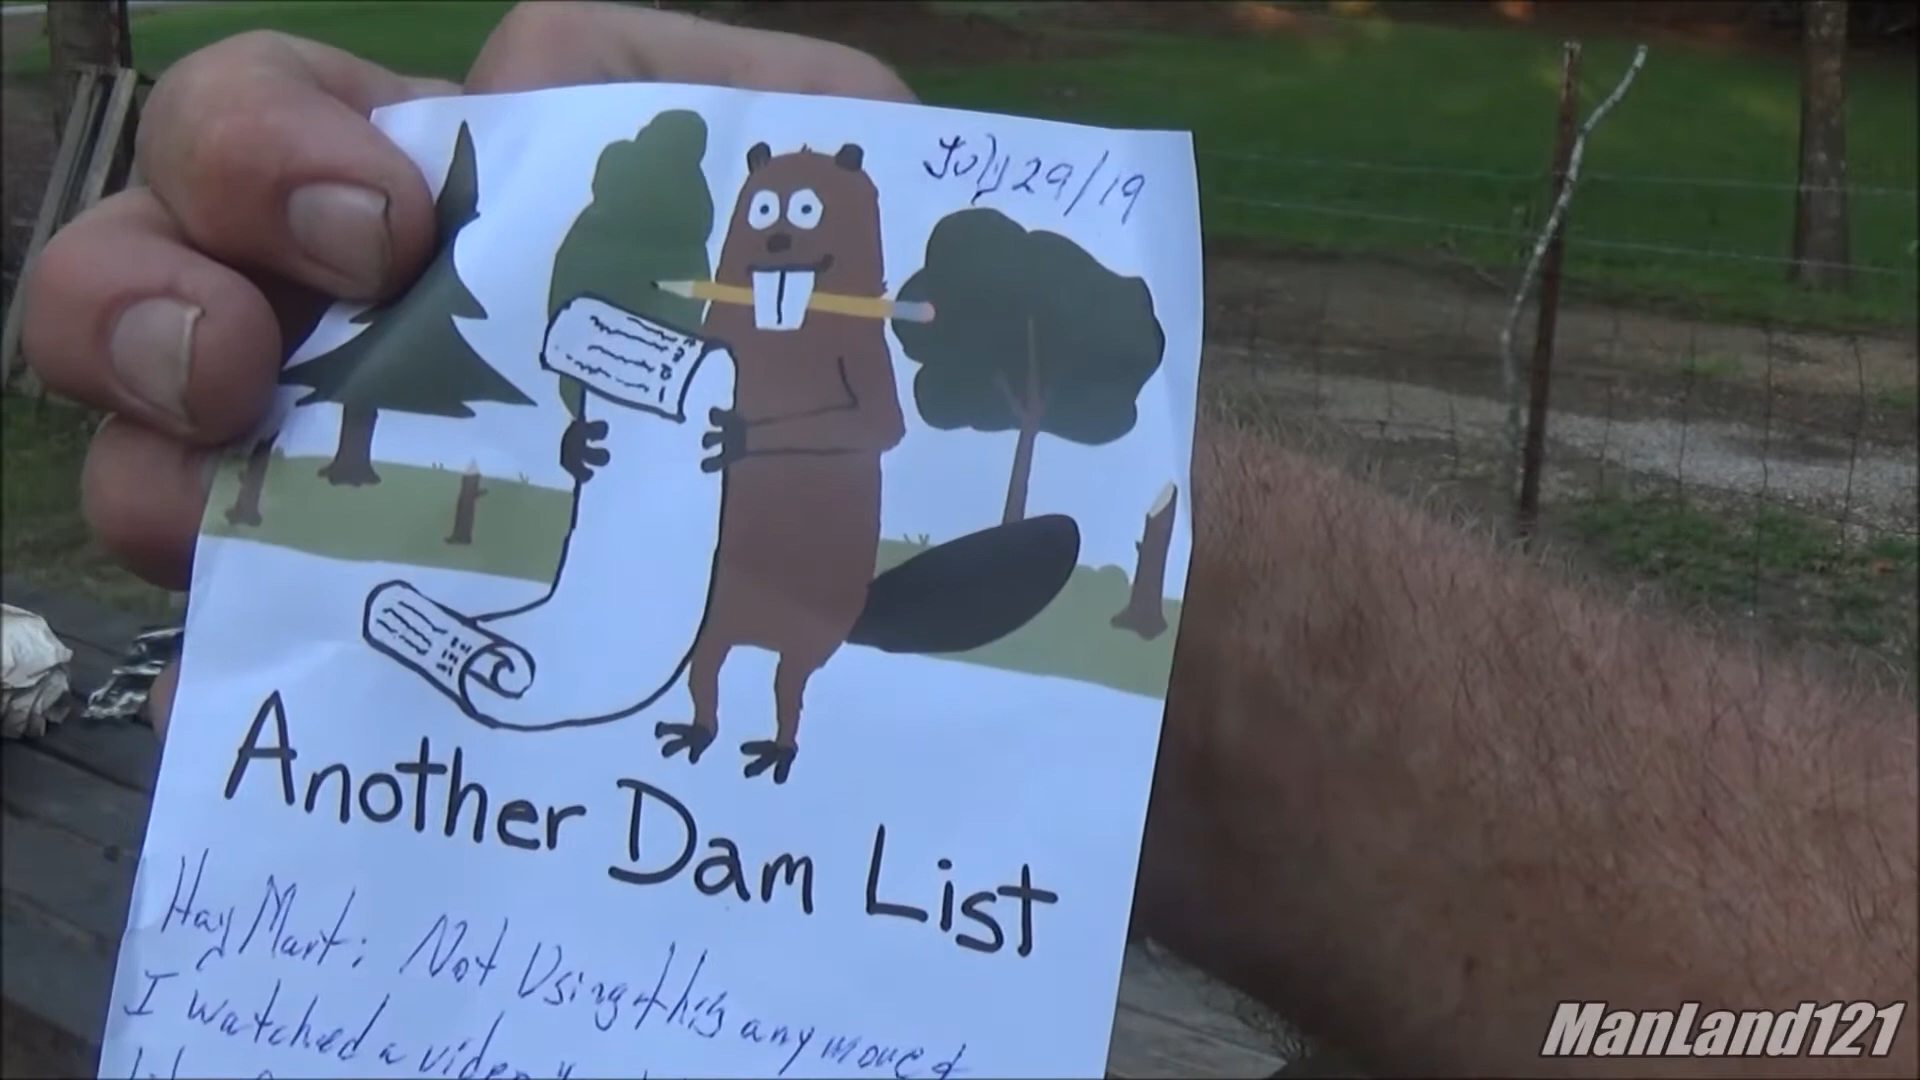 July 29/19
Another Dam List
Hay Mart; Not Using this any more &
I watched a video
ManLand121